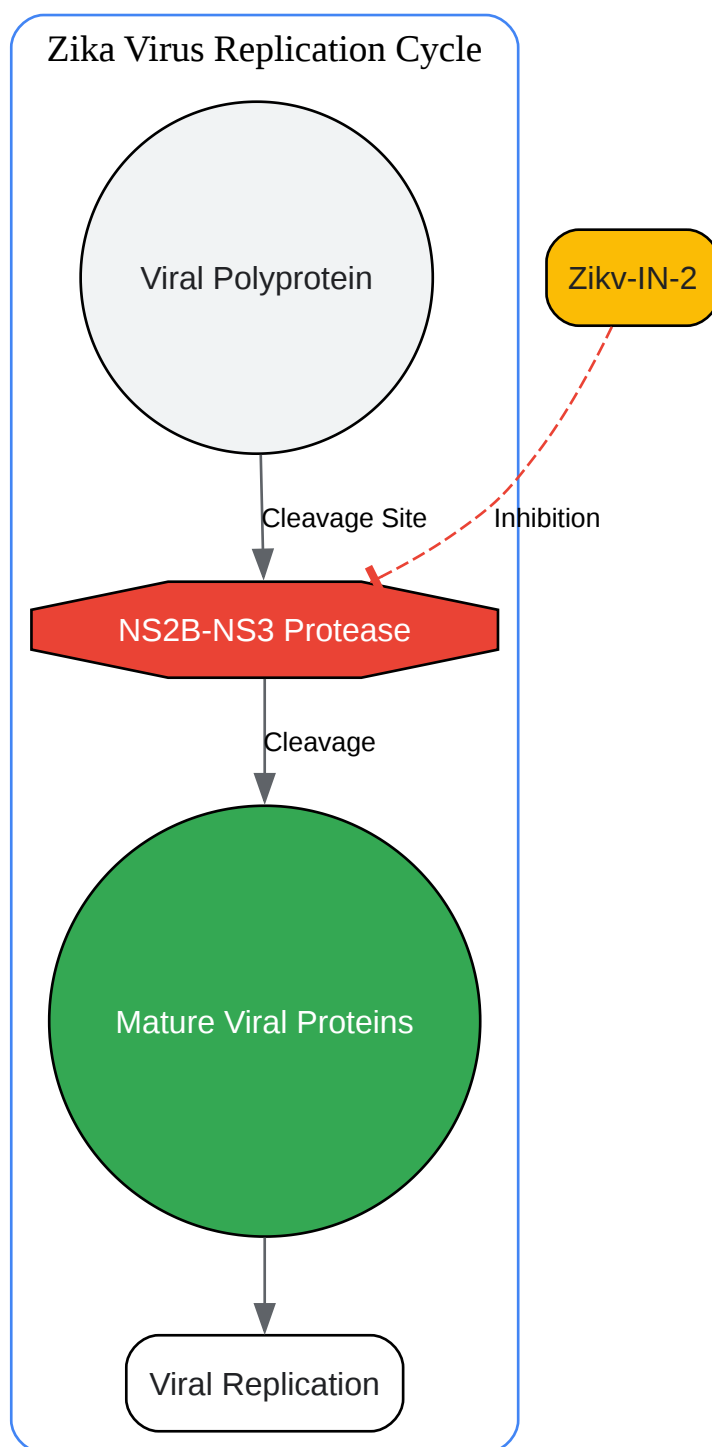 Zika Virus Replication Cycle
Viral Polyprotein
Zikv-IN-2
Cleavage Site
Inhibition
NS2B-NS3 Protease
Cleavage
Mature Viral Proteins
Viral Replication